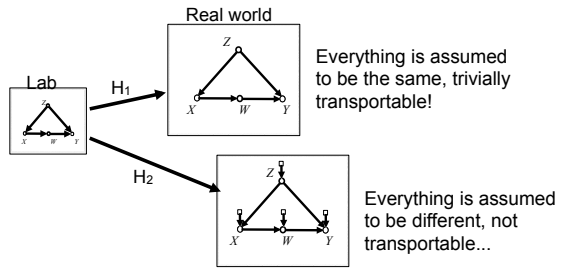 Real world
Z
X
W
Y
Everything is assumed
to be the same, trivially
transportable!
Lab
Z
X
W
Y
H1
H2
Z
X
W
Y
Everything is assumed
to be different, not
transportable...